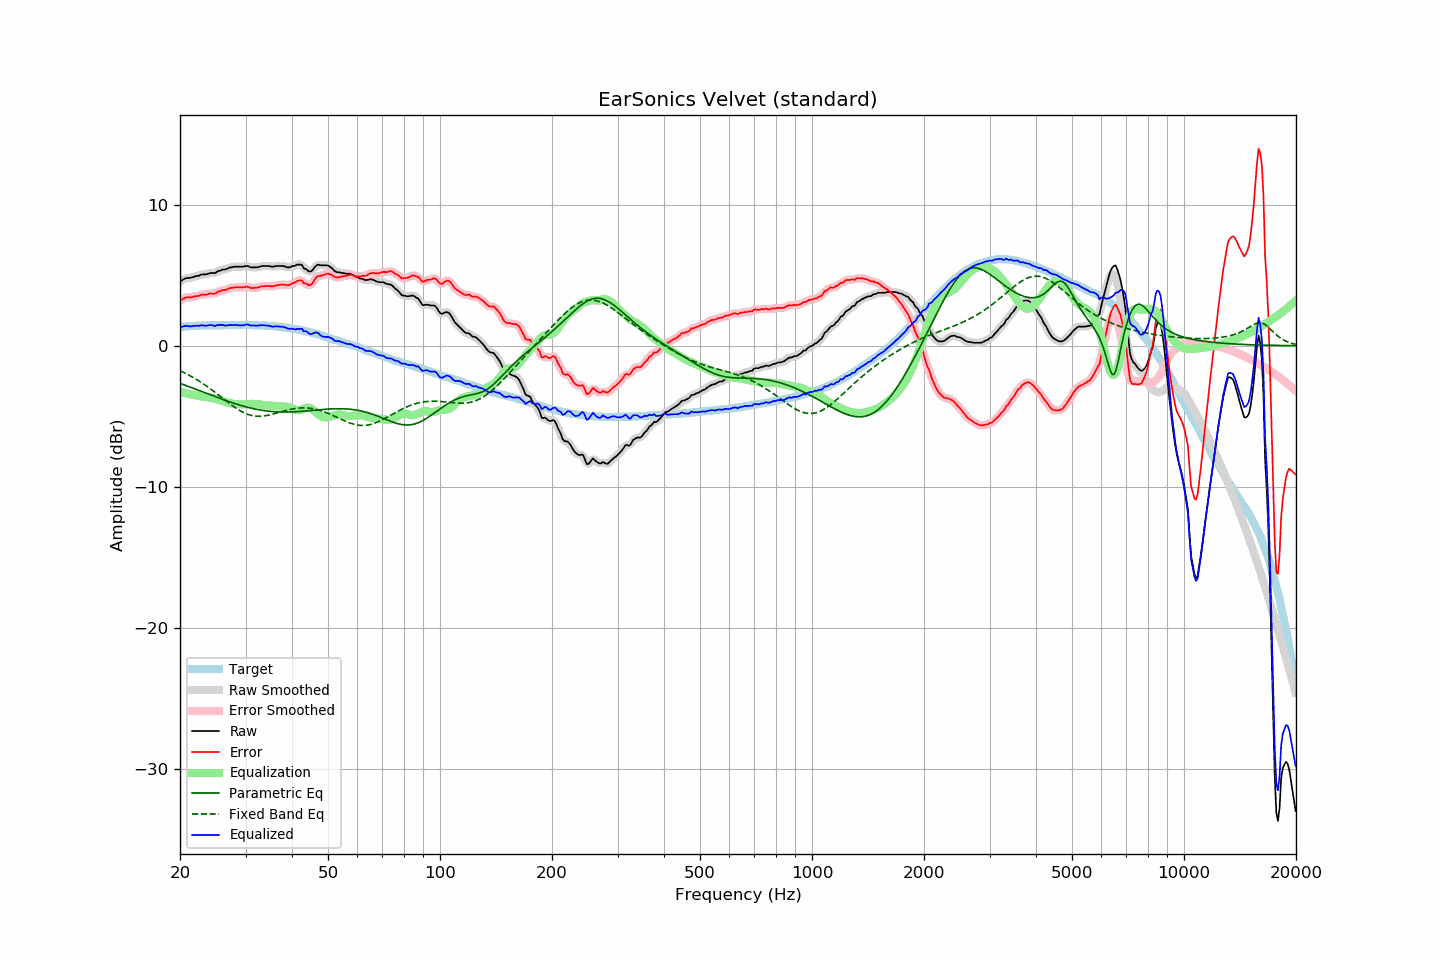 EarSonics Velvet (standard)
Amplitude (dBr)
10
0
−10
−20
−30
Target
Raw Smoothed
Error Smoothed
Raw
Error
Equalization
Parametric Eq
Fixed Band Eq
Equalized
20 50 100 200 500 1000 2000 5000 10000 20000
Frequency (Hz)